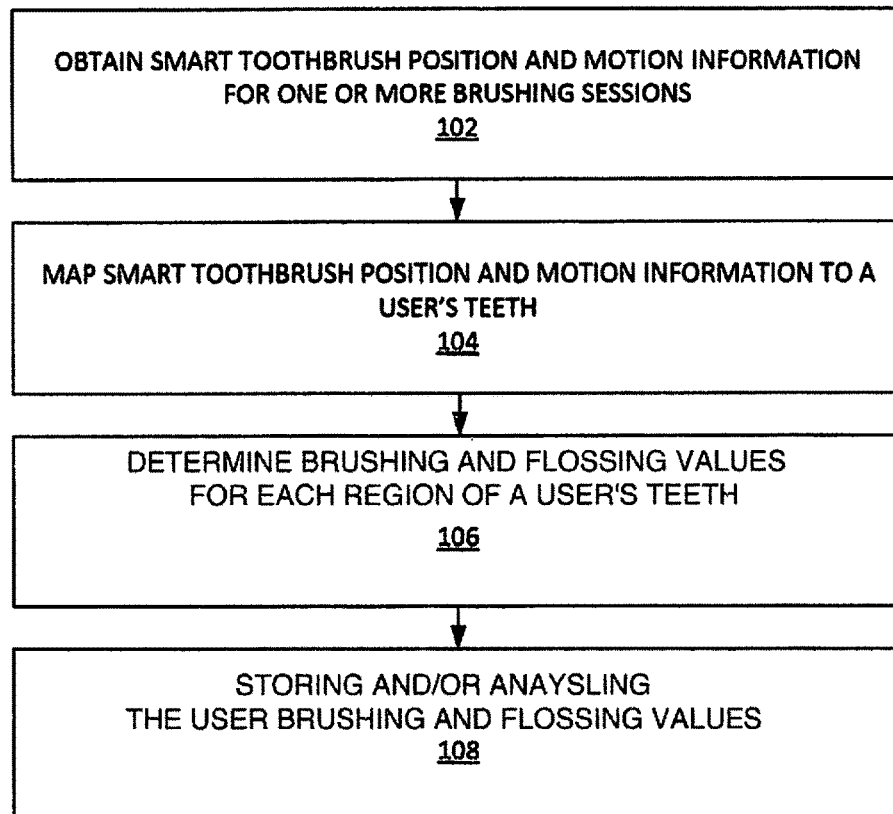 OBTAIN SMART TOOTHBRUSH POSITION AND MOTION INFORMATION
FOR ONE OR MORE BRUSHING SESSIONS
102
MAP SMART TOOTHBRUSH POSITION AND MOTION INFORMATION TO A
USER'S TEETH
104
DETERMINE BRUSHING AND FLOSSING VALUES
FOR EACH REGION OF A USER'S TEETH
106
STORING AND/OR ANAYSLING
THE USER BRUSHING AND FLOSSING VALUES
108